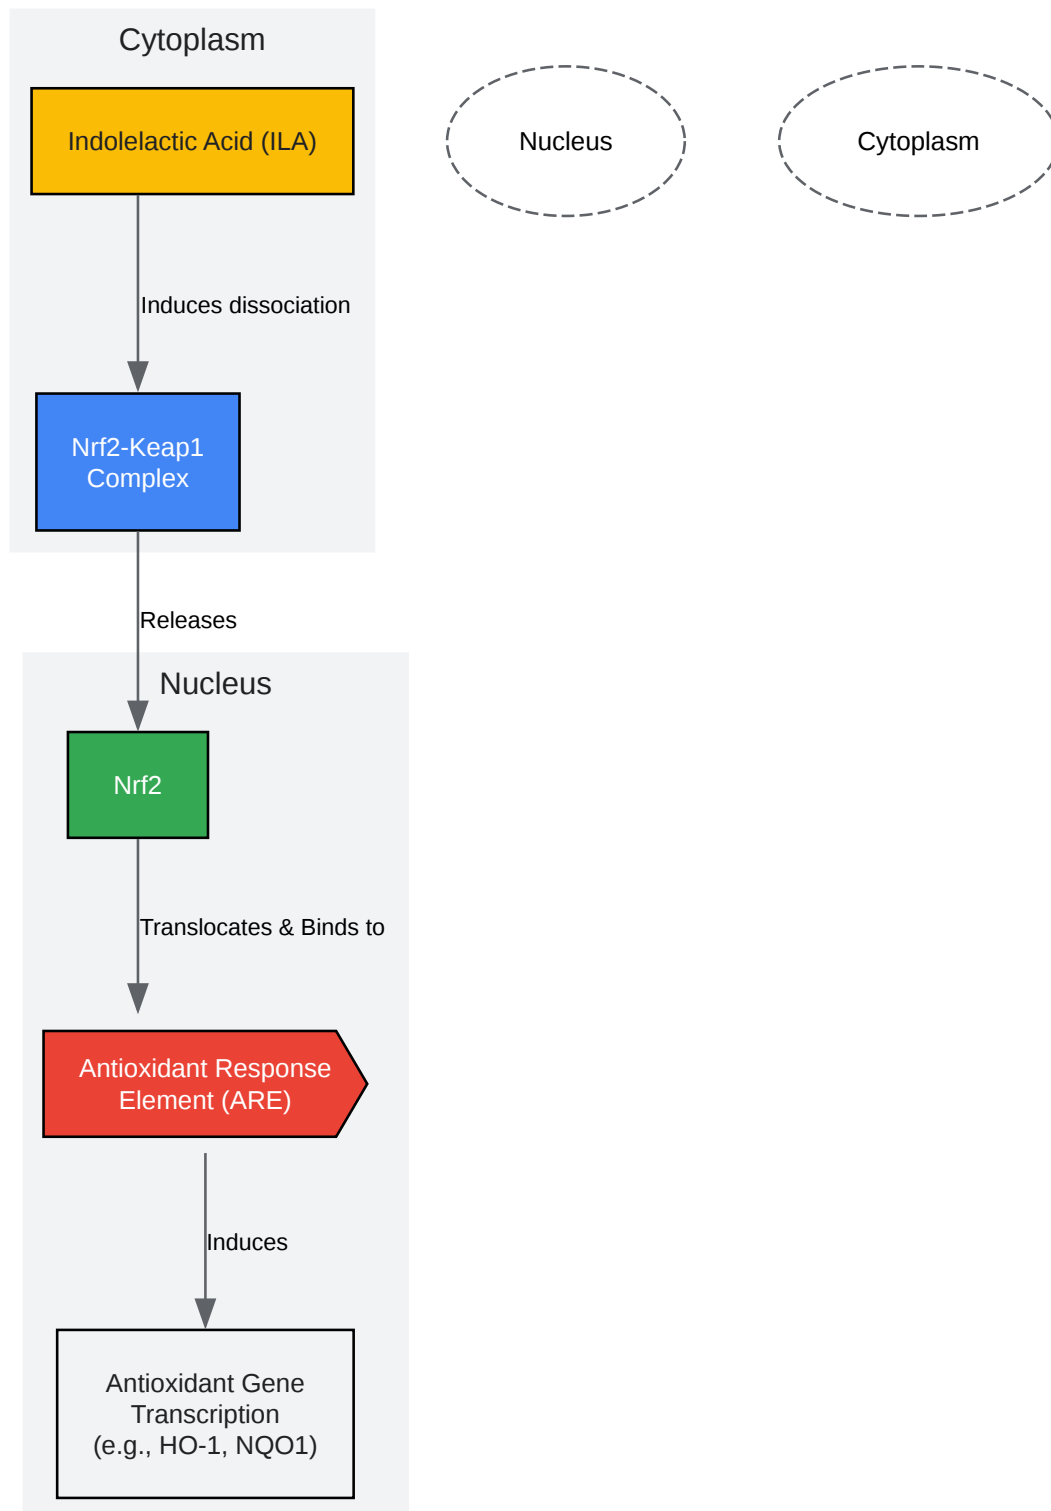 Cytoplasm
Indolelactic Acid (ILA)
Nucleus
Cytoplasm
Induces dissociation
Nrf2-Keap1
Complex
Releases
Nucleus
Nrf2
Translocates & Binds to
Antioxidant Response
Element (ARE)
Induces
Antioxidant Gene
Transcription
(e.g., HO-1, NQO1)